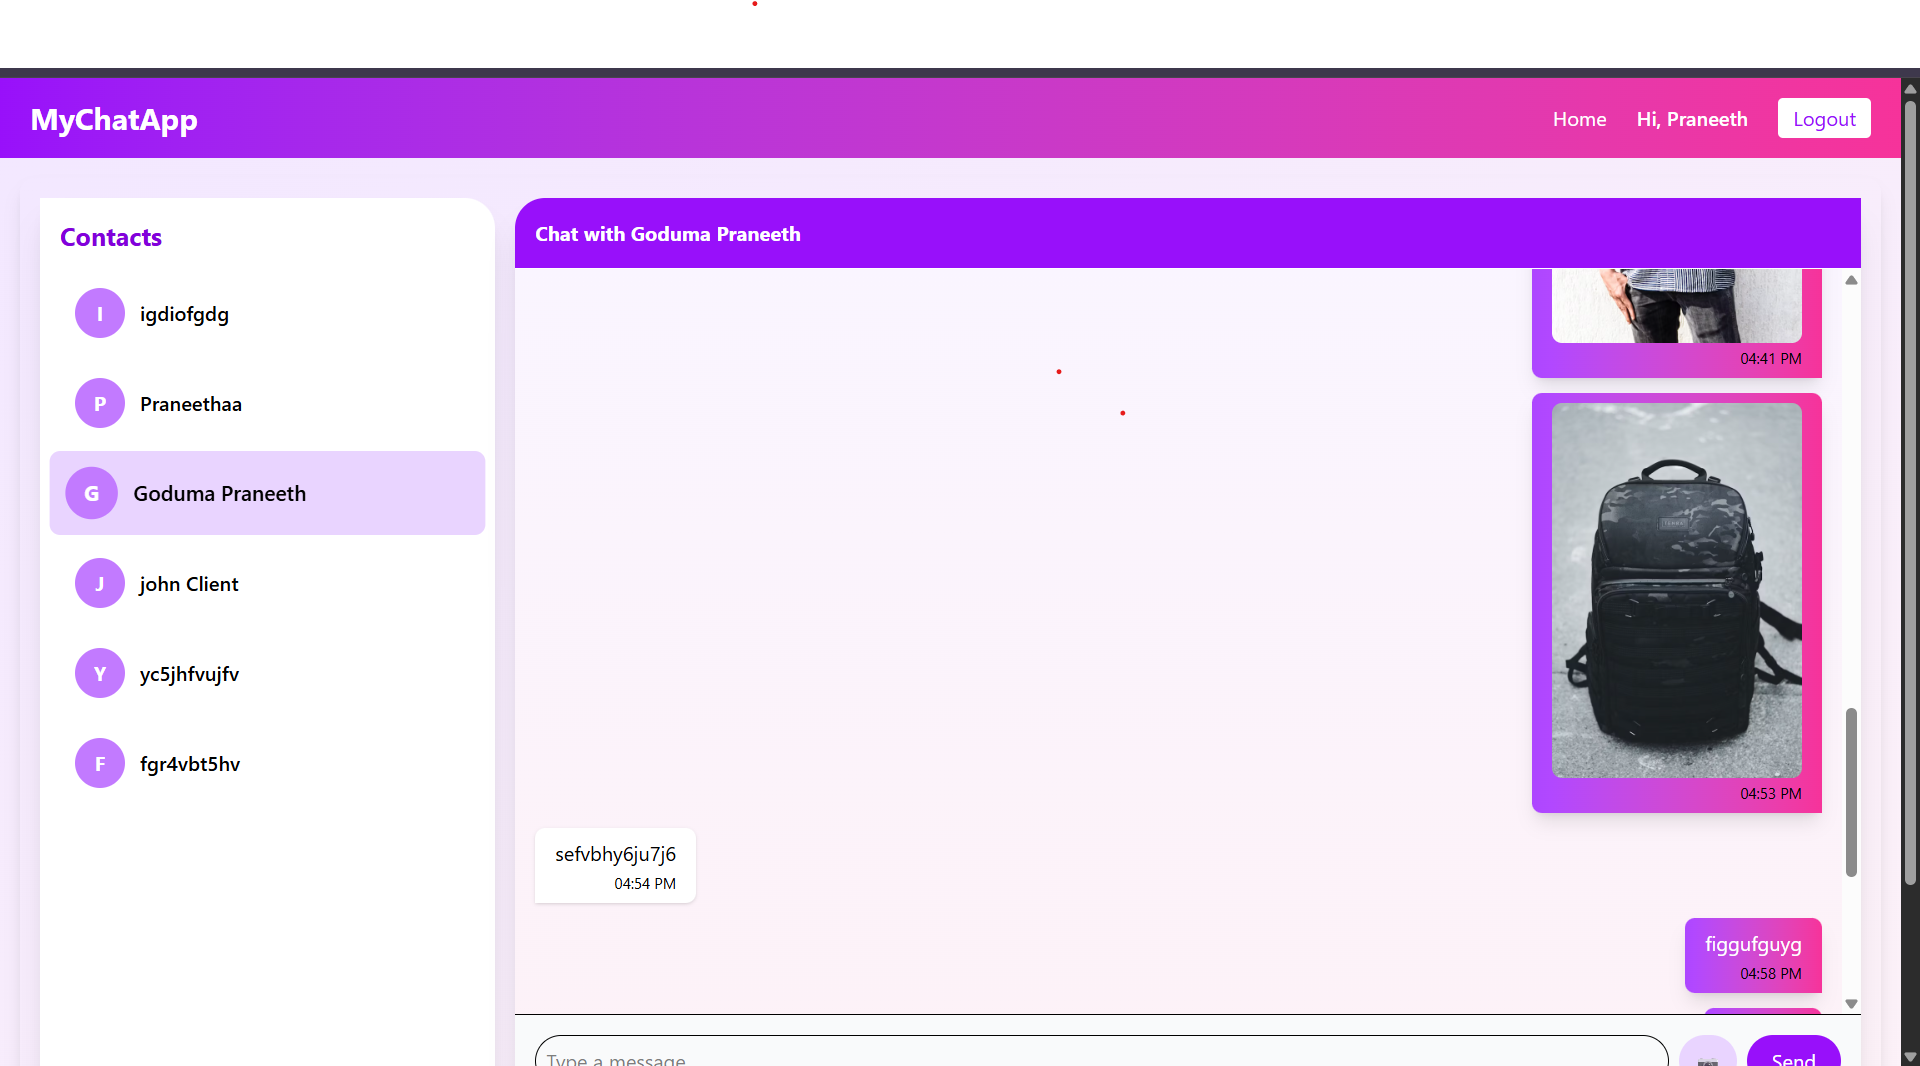 MyChatApp
Home
Hi, Praneeth
Logout
Contacts
I
igdiofgdg
P
Praneethaa
G
Goduma Praneeth
J
john Client
Y
yc5jhfvujfv
F
fgr4vbt5hv
Chat with Goduma Praneeth
04:41 PM
04:53 PM
sefvbhy6ju7j6
04:54 PM
figgufguyg
04:58 PM
Type a message
Send